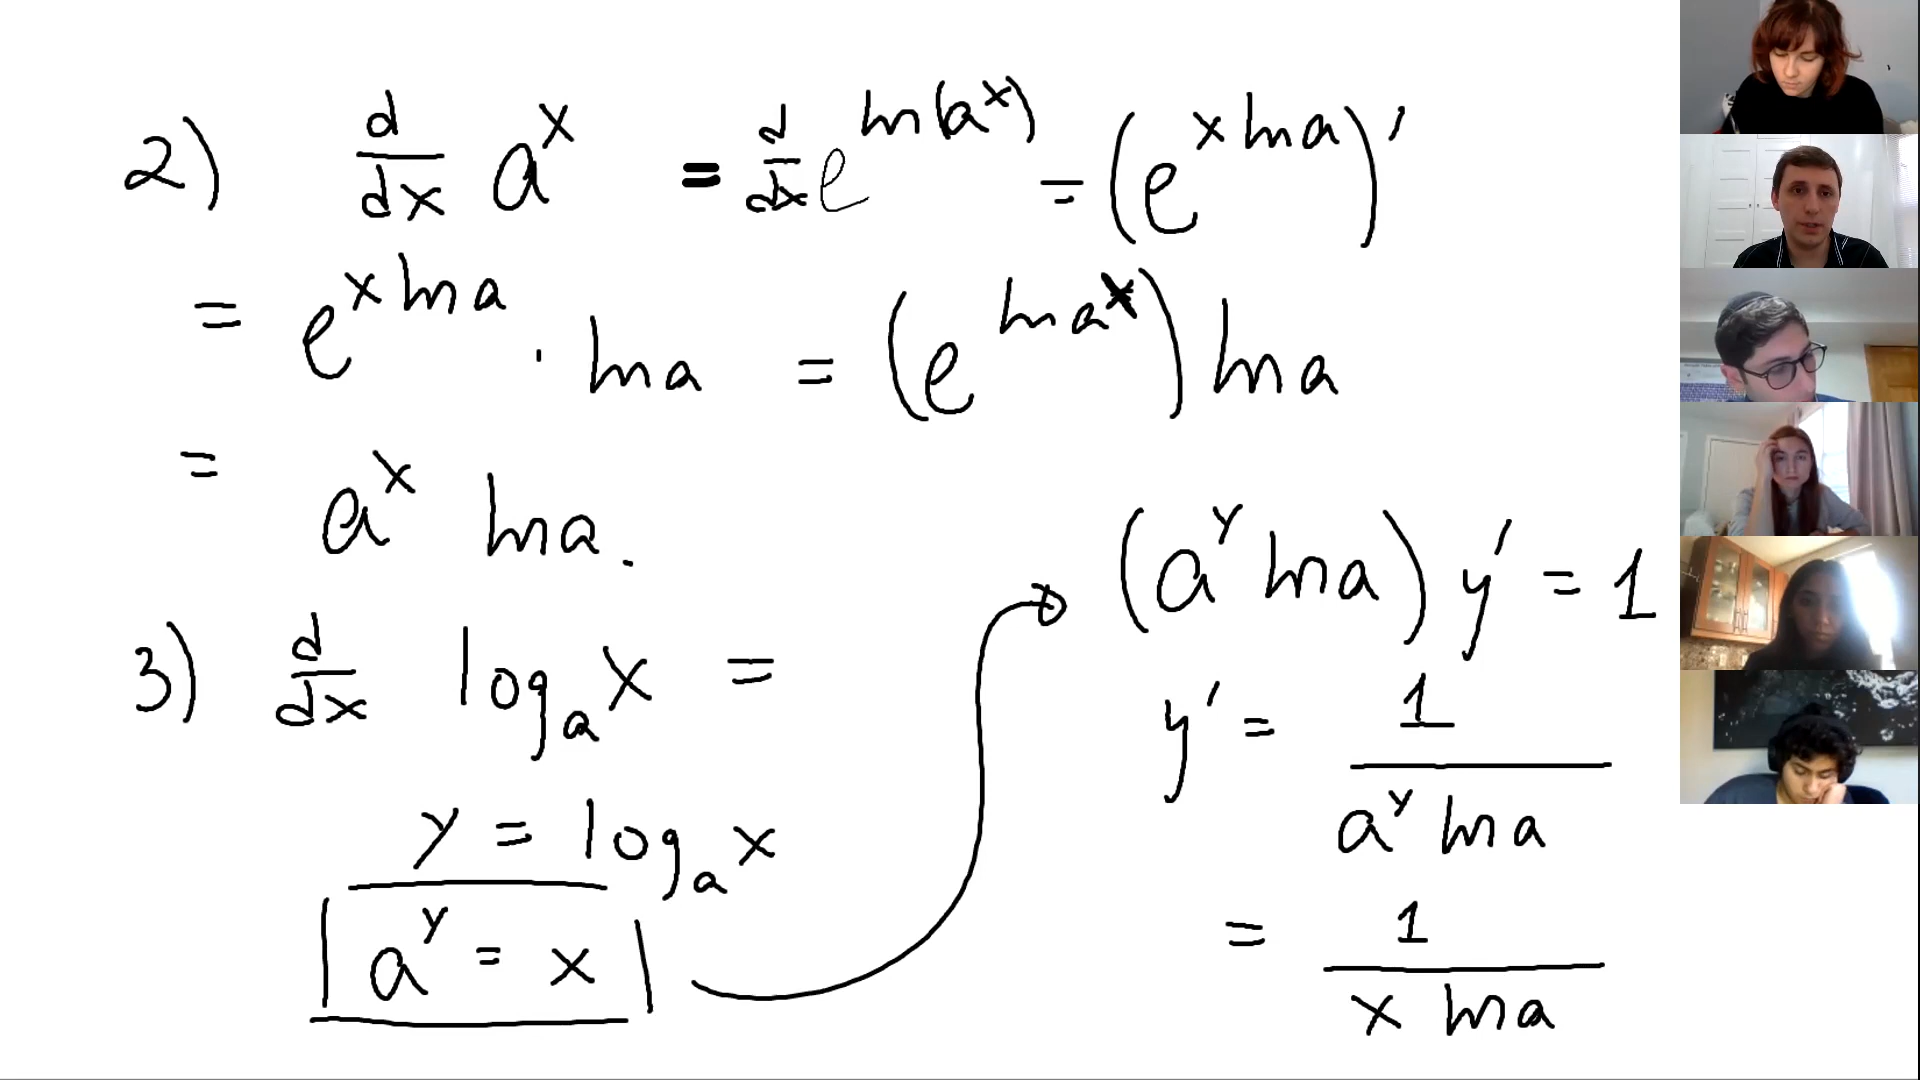 2) d/dx a^x = d/dx e^ln(a^x) = (e^x ln a)'
= e^x ln a · ln a = (e^ln a^x) ln a
= a^x ln a.
3) d/dx log_a x =
y = log_a x
a^y = x
(a^y ln a) y' = 1
y' = 1/(a^y ln a)
= 1/(x ln a)